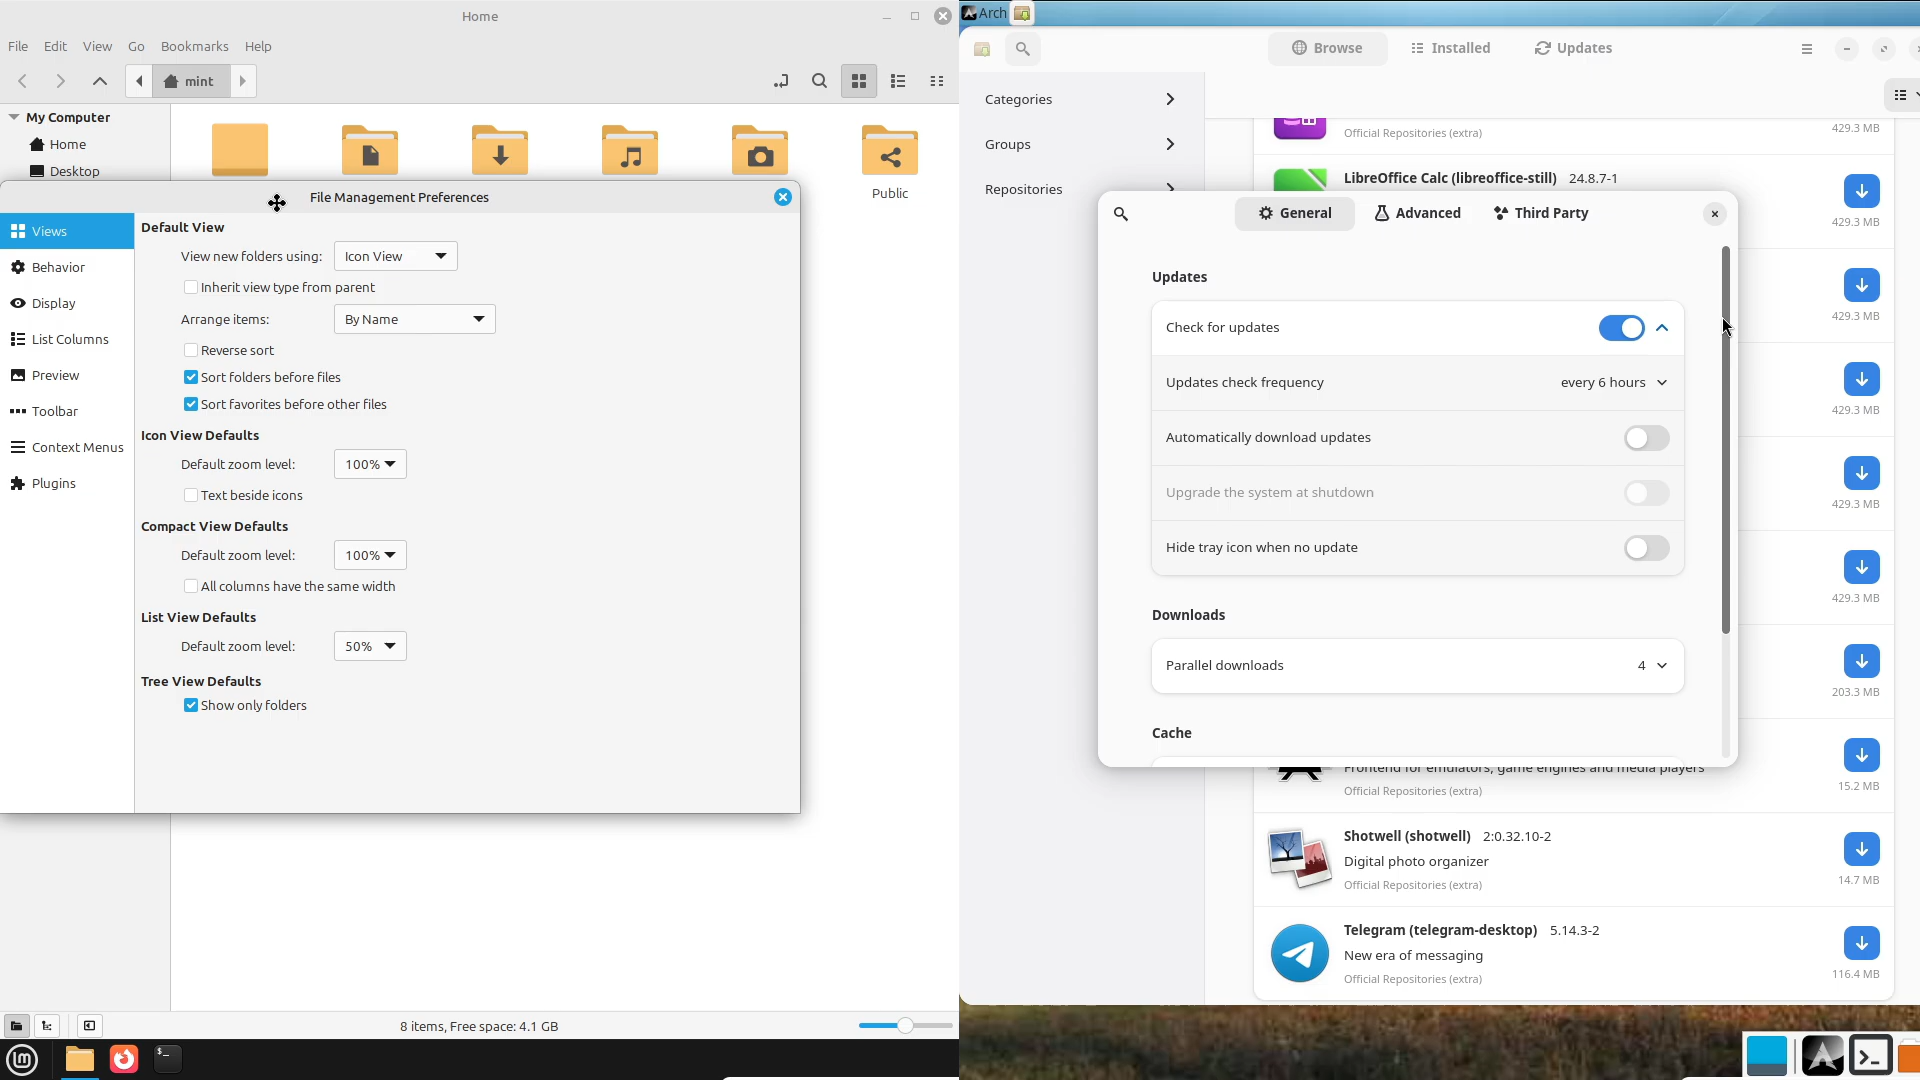 Home
File Edit View Go Bookmarks Help
mint
My Computer
Home
Desktop
Public
File Management Preferences
Views
Behavior
Display
List Columns
Preview
Toolbar
Context Menus
Plugins
Default View
View new folders using: Icon View
Inherit view type from parent
Arrange items: By Name
Reverse sort
Sort folders before files
Sort favorites before other files
Icon View Defaults
Default zoom level: 100%
Text beside icons
Compact View Defaults
Default zoom level: 100%
All columns have the same width
List View Defaults
Default zoom level: 50%
Tree View Defaults
Show only folders
8 items, Free space: 4.1 GB
Arch
Browse Installed Updates
Categories
Groups
Repositories
Official Repositories (extra)
429.3 MB
LibreOffice Calc (libreoffice-still) 24.8.7-1
429.3 MB
429.3 MB
429.3 MB
429.3 MB
429.3 MB
203.3 MB
General Advanced Third Party
Updates
Check for updates
Updates check frequency every 6 hours
Automatically download updates
Upgrade the system at shutdown
Hide tray icon when no update
Downloads
Parallel downloads 4
Cache
Frontend for emulators, game engines and media players
Official Repositories (extra)
15.2 MB
Shotwell (shotwell) 2:0.32.10-2
Digital photo organizer
Official Repositories (extra)
14.7 MB
Telegram (telegram-desktop) 5.14.3-2
New era of messaging
Official Repositories (extra)
116.4 MB